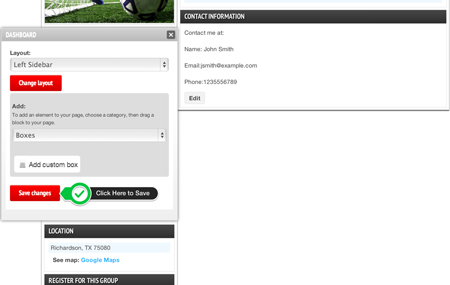 DASHBOARD
Layout:
Left Sidebar
Change layout
Add:
To add an element to your page, choose a category, then drag a block to your page.
Boxes
Add custom box
Save changes
Click Here to Save
CONTACT INFORMATION
Contact me at:
Name: John Smith
Email:jsmith@example.com
Phone:1235556789
Edit
LOCATION
Richardson, TX 75080
See map: Google Maps
REGISTER FOR THIS GROUP